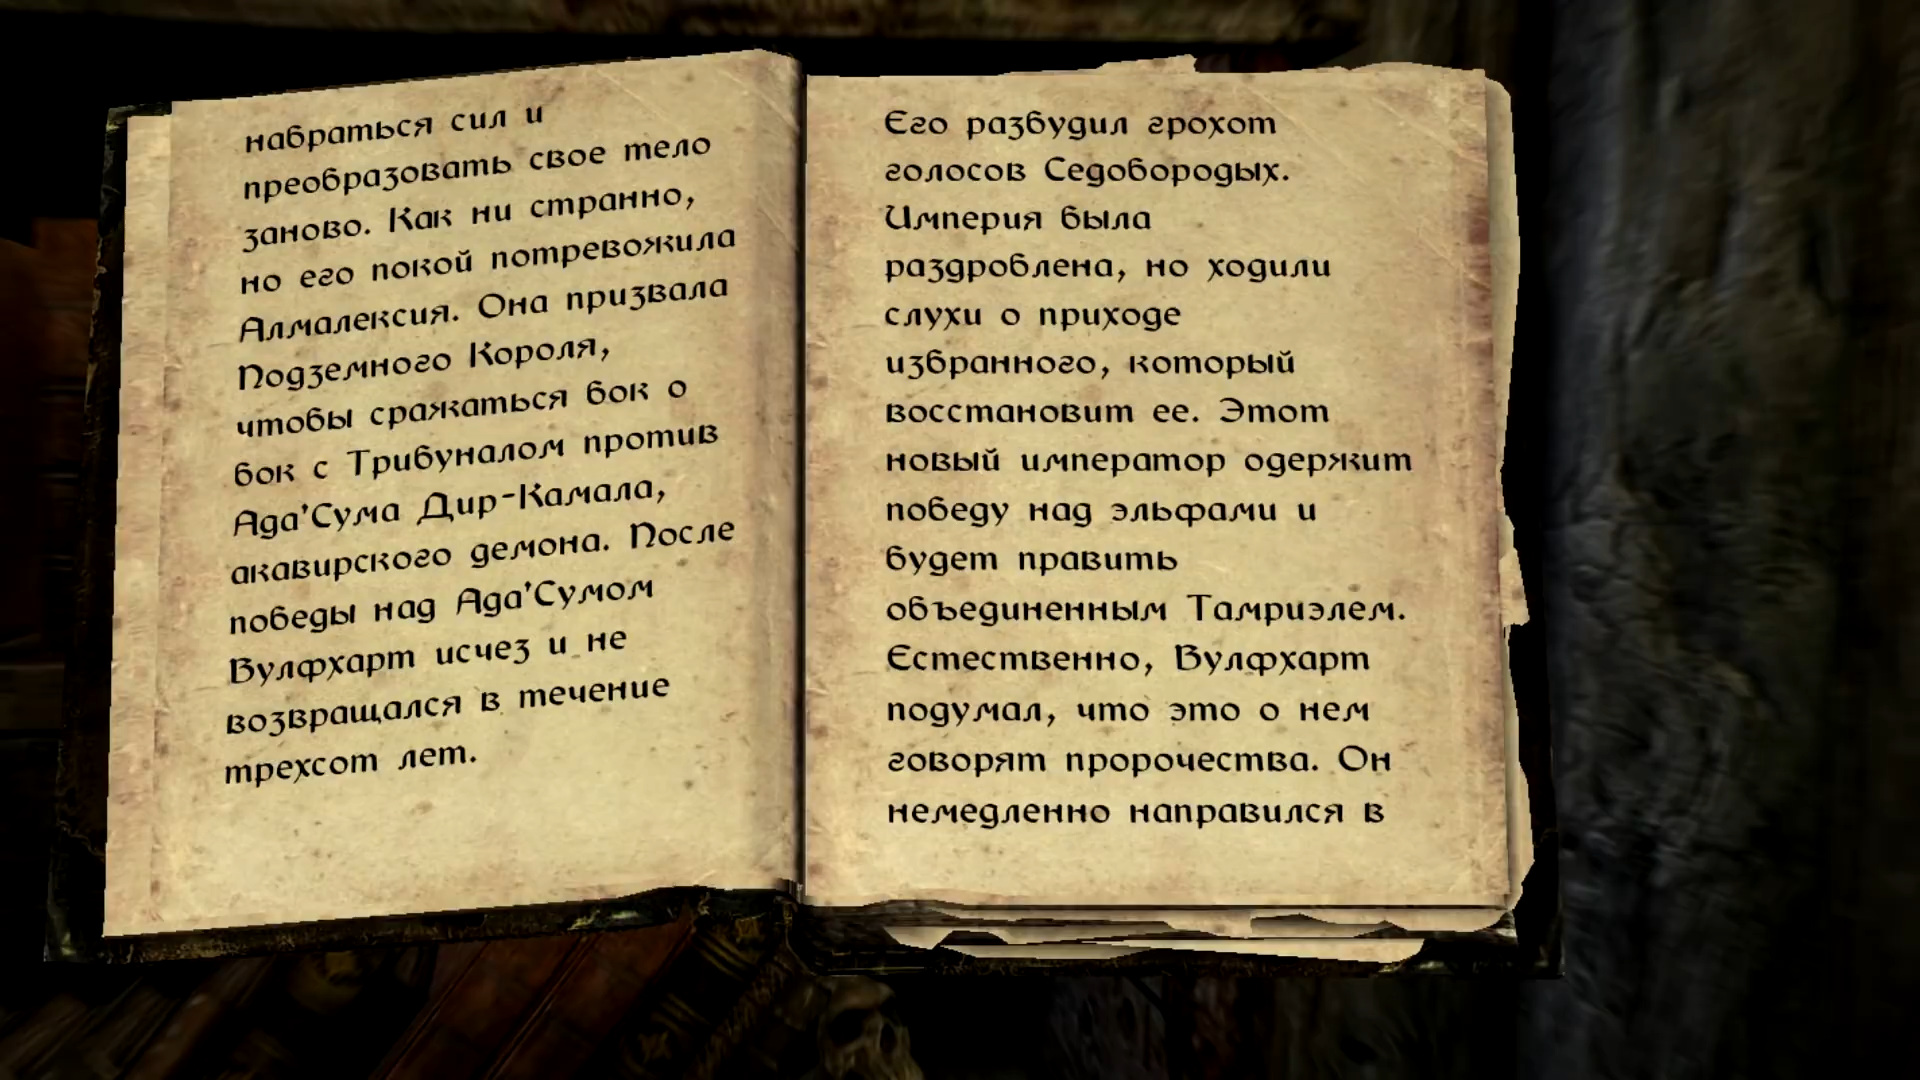 набраться сил и
преобразовать свое тело
заново. Как ни странно,
но его покой потревожила
Алмалексия. Она призвала
Подземного Короля,
чтобы сражаться бок о
бок с Трибуналом против
Ада'Сума Дир-Камала,
акавирского демона. После
победы над Ада'Сумом
Вулфхарт исчез и не
возвращался в течение
трехсот лет.
Его разбудил грохот
голосов Седобородых.
Империя была
раздроблена, но ходили
слухи о приходе
избранного, который
восстановит ее. Этот
новый император одержит
победу над эльфами и
будет править
объединенным Тамриэлем.
Естественно, Вулфхарт
подумал, что это о нем
говорят пророчества. Он
немедленно направился в